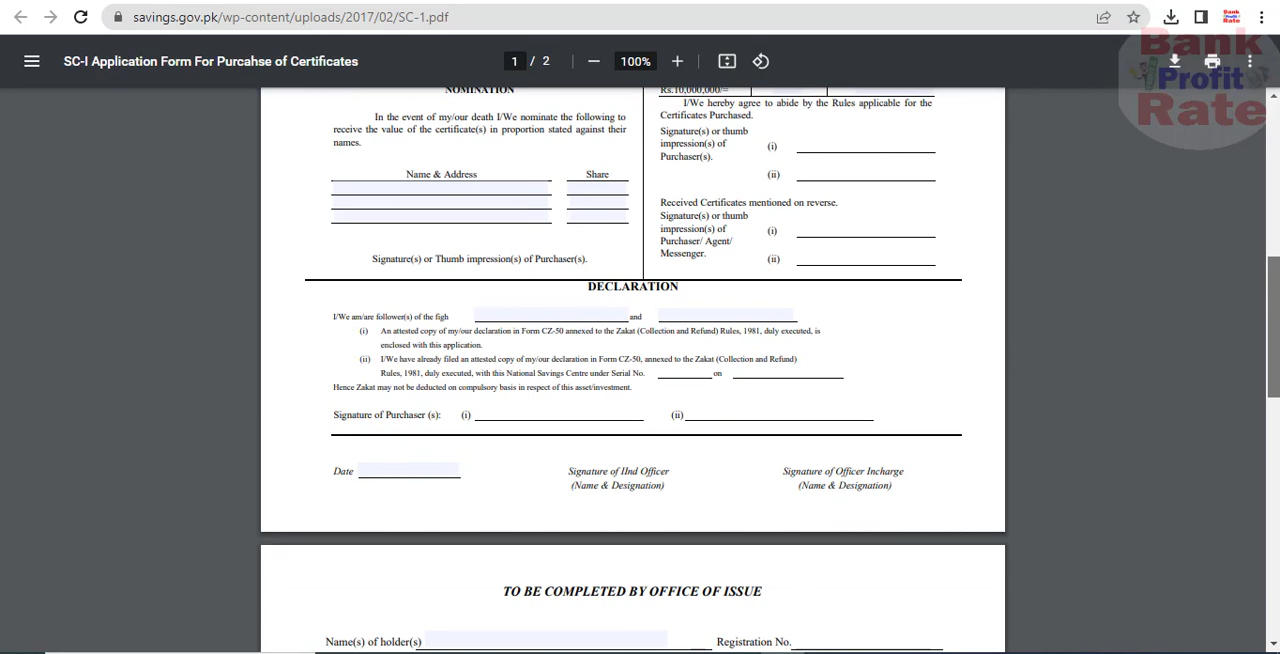 savings.gov.pk/wp-content/uploads/2017/02/SC-1.pdf
Bank
Profit
Rate
SC-I Application Form For Purcahse of Certificates
1 / 2
100%
Bank
Profit
Rate
NOMINATION
In the event of my/our death I/We nominate the following to
receive the value of the certificate(s) in proportion stated against their
names.
Name & Address Share
Signature(s) or Thumb impression(s) of Purchaser(s).
Rs.10,000,000/=
I/We hereby agree to abide by the Rules applicable for the
Certificates Purchased.
Signature(s) or thumb
impression(s) of (i)
Purchaser(s).
(ii)
Received Certificates mentioned on reverse.
Signature(s) or thumb
impression(s) of (i)
Purchaser/ Agent/
Messenger. (ii)
DECLARATION
I/We am/are follower(s) of the figh and
(i) An attested copy of my/our declaration in Form CZ-50 annexed to the Zakat (Collection and Refund) Rules, 1981, duly executed, is
enclosed with this application.
(ii) I/We have already filed an attested copy of my/our declaration in Form CZ-50, annexed to the Zakat (Collection and Refund)
Rules, 1981, duly executed, with this National Savings Centre under Serial No. on
Hence Zakat may not be deducted on compulsory basis in respect of this asset/investment.
Signature of Purchaser (s): (i) (ii)
Date Signature of IInd Officer Signature of Officer Incharge
(Name & Designation) (Name & Designation)
TO BE COMPLETED BY OFFICE OF ISSUE
Name(s) of holder(s) Registration No.